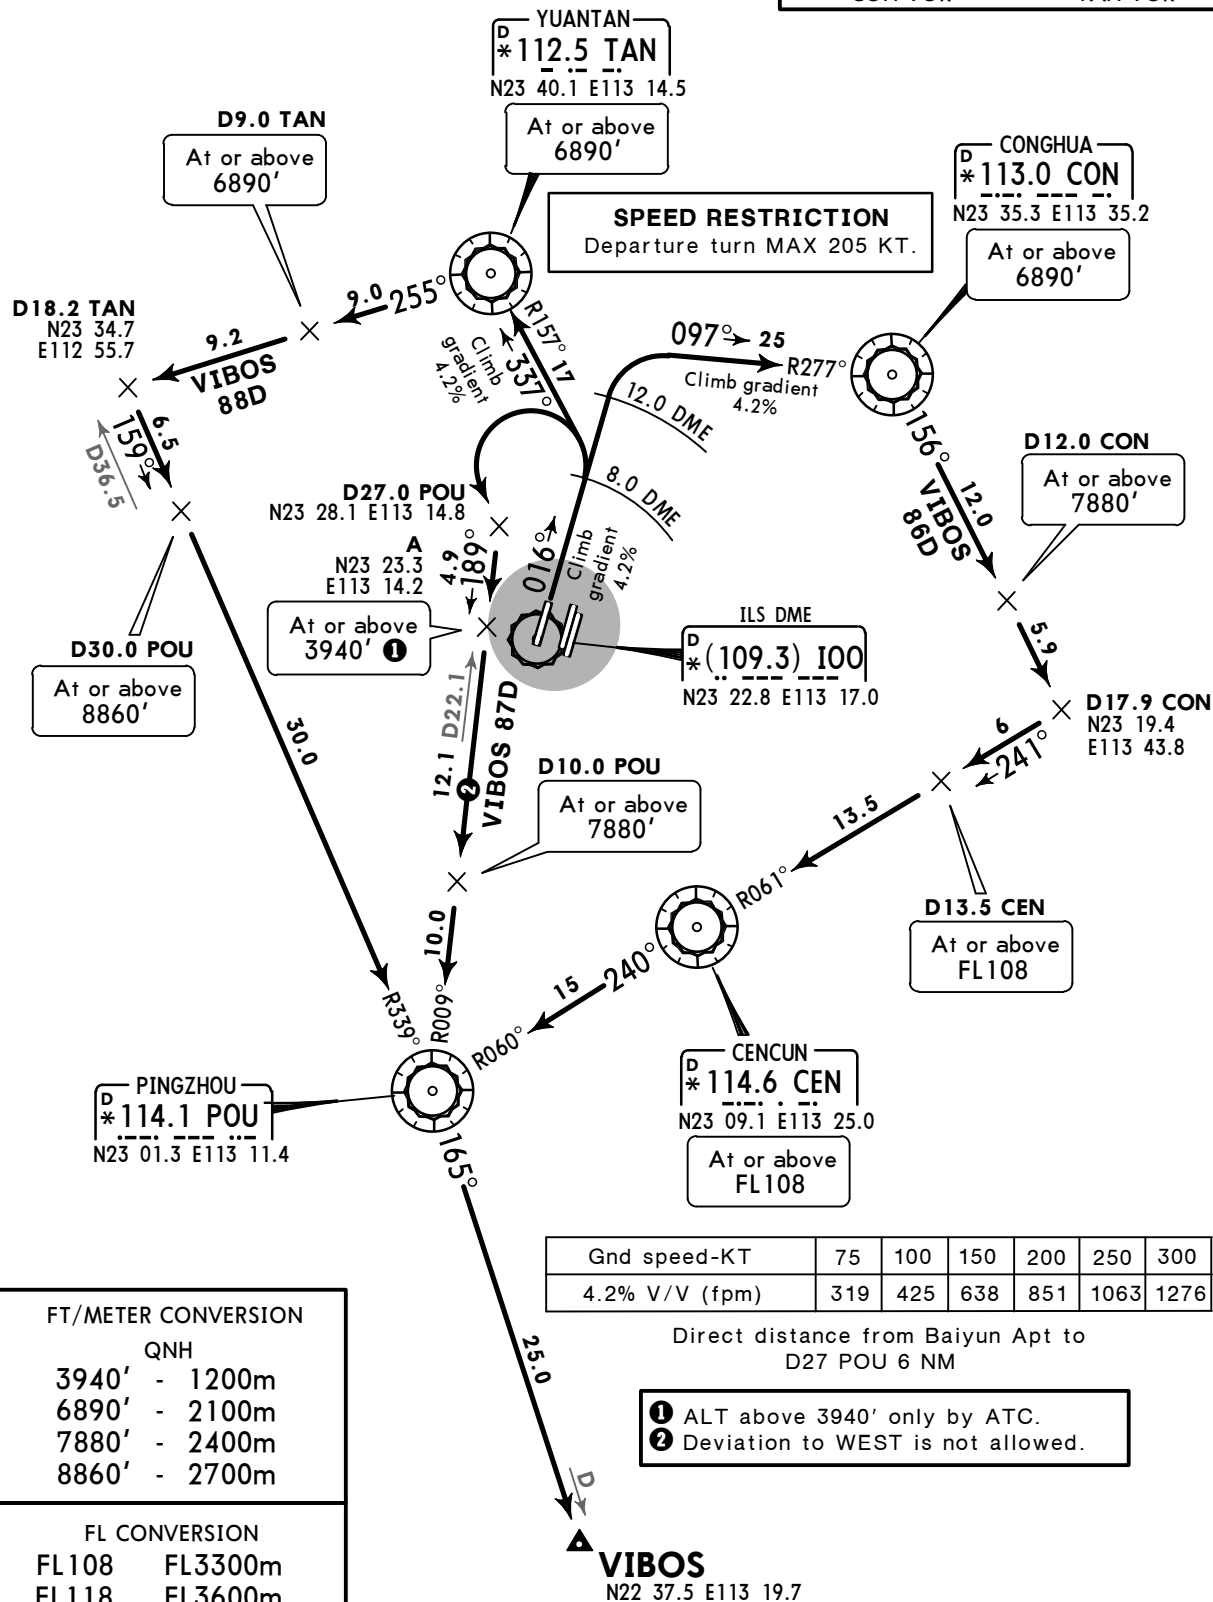 YUANTAN
D
* 112.5 TAN
N23 40.1 E113 14.5
At or above
6890'
D9.0 TAN
At or above
6890'
CONGHUA
D
* 113.0 CON
N23 35.3 E113 35.2
At or above
6890'
SPEED RESTRICTION
Departure turn MAX 205 KT.
D18.2 TAN
N23 34.7
E112 55.7
9.0
255°
9.2
VIBOS
88D
R157°
17
337°
Climb
gradient
4.2%
097°
25
R277°
Climb gradient
4.2%
12.0 DME
8.0 DME
6.5
159°
D36.5
156°
12.0
VIBOS
86D
D12.0 CON
At or above
7880'
D27.0 POU
N23 28.1 E113 14.8
A
N23 23.3
E113 14.2
At or above
3940' 1
4.9
189°
016°
Climb
gradient
4.2%
ILS DME
D
* (109.3) IOO
N23 22.8 E113 17.0
D30.0 POU
At or above
8860'
30.0
5.9
D17.9 CON
N23 19.4
E113 43.8
6
241°
D22.1
12.1
2
VIBOS 87D
D10.0 POU
At or above
7880'
13.5
R061°
D13.5 CEN
At or above
FL108
10.0
R339°
R009°
R060°
15
240°
CENCUN
D
* 114.6 CEN
N23 09.1 E113 25.0
At or above
FL108
PINGZHOU
D
* 114.1 POU
N23 01.3 E113 11.4
165°
25.0
Gnd speed-KT 75 100 150 200 250 300
4.2% V/V (fpm) 319 425 638 851 1063 1276
Direct distance from Baiyun Apt to
D27 POU 6 NM
1 ALT above 3940' only by ATC.
2 Deviation to WEST is not allowed.
FT/METER CONVERSION
QNH
3940' - 1200m
6890' - 2100m
7880' - 2400m
8860' - 2700m
FL CONVERSION
FL108 FL3300m
FL118 FL3600m
D
VIBOS
N22 37.5 E113 19.7